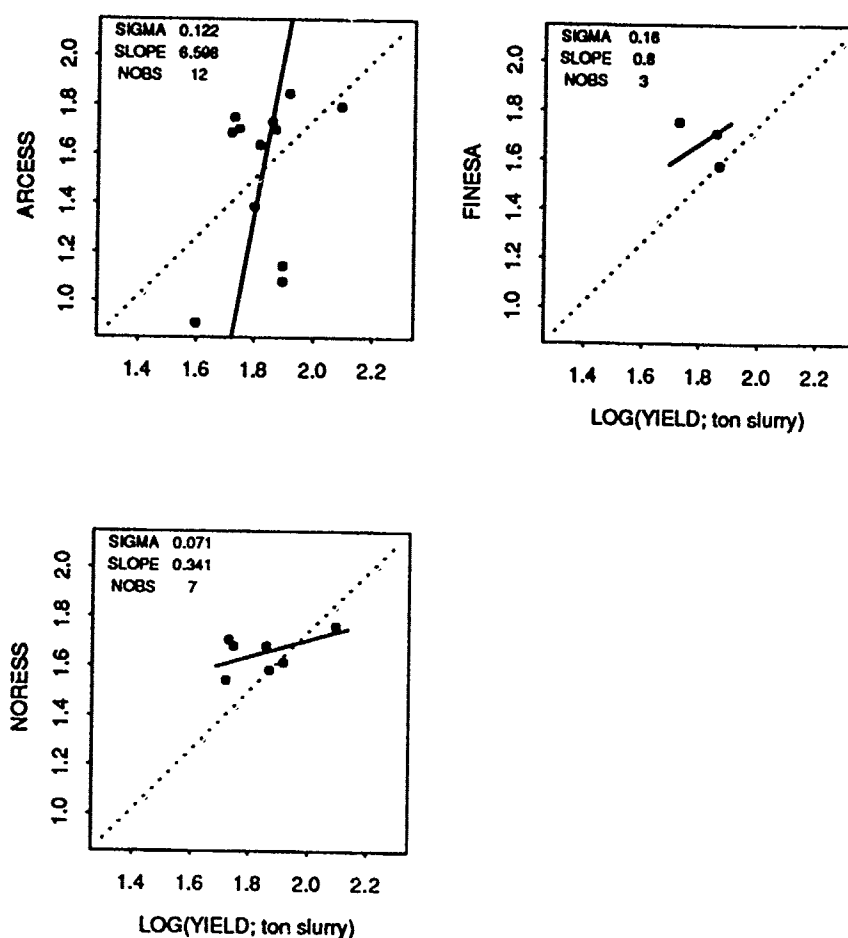 SIGMA 0.122
SLOPE 6.598
NOBS 12
ARCESS
2.0
1.8
1.6
1.4
1.2
1.0
1.4 1.6 1.8 2.0 2.2
SIGMA 0.16
SLOPE 0.8
NOBS 3
FINESA
2.0
1.8
1.6
1.4
1.2
1.0
1.4 1.6 1.8 2.0 2.2
LOG(YIELD; ton slurry)
SIGMA 0.071
SLOPE 0.341
NOBS 7
NORESS
2.0
1.8
1.6
1.4
1.2
1.0
1.4 1.6 1.8 2.0 2.2
LOG(YIELD; ton slurry)